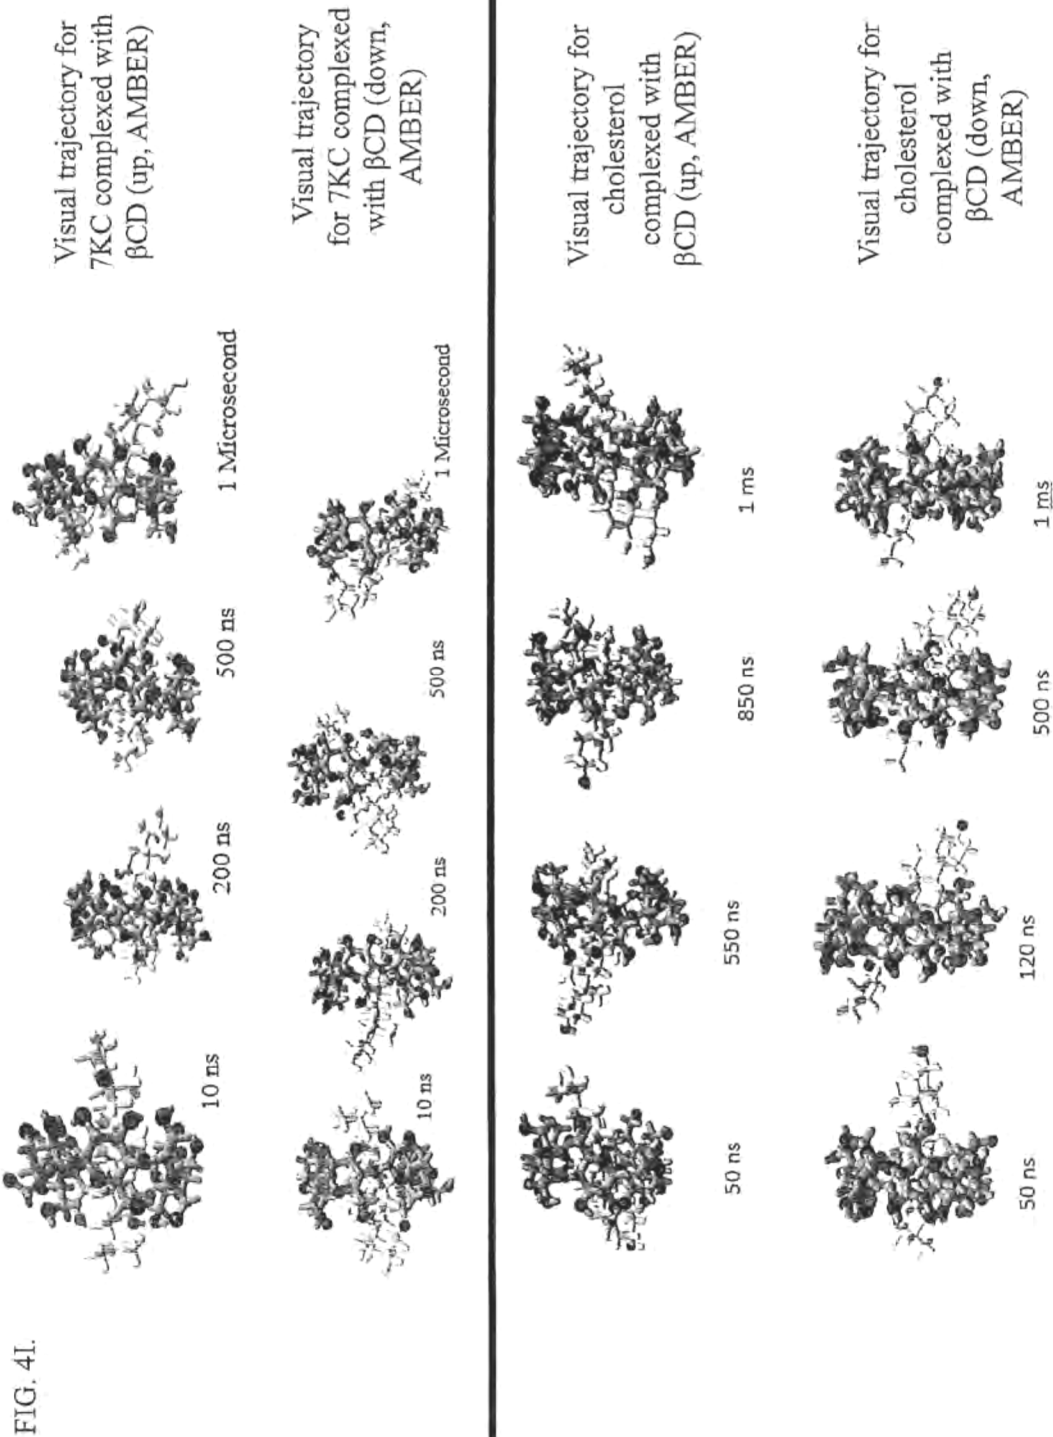 FIG. 4I.
10 ns
200 ns
500 ns
1 Microsecond
Visual trajectory for
7KC complexed with
βCD (up, AMBER)
10 ns
200 ns
500 ns
1 Microsecond
Visual trajectory
for 7KC complexed
with βCD (down,
AMBER)
50 ns
550 ns
850 ns
1 ms
Visual trajectory for
cholesterol
complexed with
βCD (up, AMBER)
50 ns
120 ns
500 ns
1 ms
Visual trajectory for
cholesterol
complexed with
βCD (down,
AMBER)